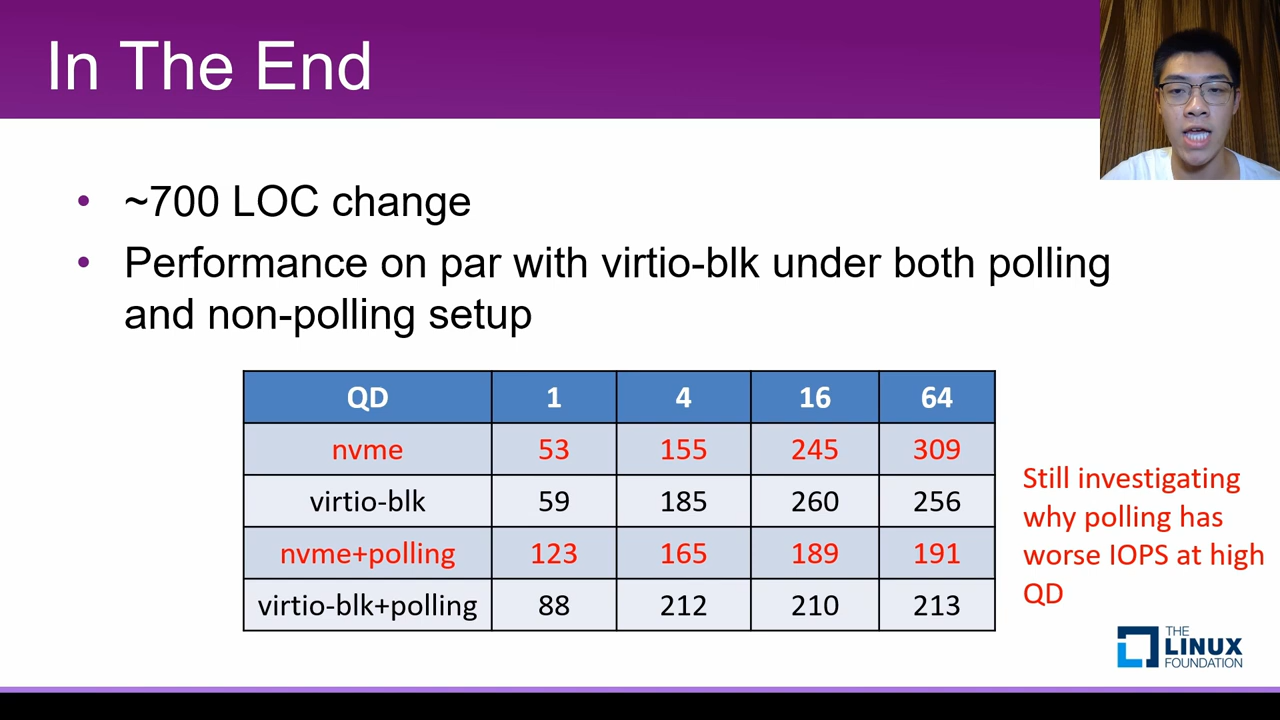 In The End
• ~700 LOC change
• Performance on par with virtio-blk under both polling
and non-polling setup
QD 1 4 16 64
nvme 53 155 245 309
virtio-blk 59 185 260 256
nvme+polling 123 165 189 191
virtio-blk+polling 88 212 210 213
Still investigating
why polling has
worse IOPS at high
QD
THE
LINUX
FOUNDATION